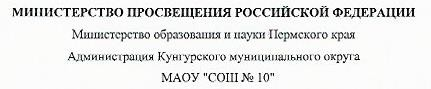 МИНИСТЕРСТВО ПРОСВЕЩЕНИЯ РОССИЙСКОЙ ФЕДЕРАЦИИ
Министерство образования и науки Пермского края
Администрация Кунгурского муниципального округа
МАОУ "СОШ № 10"